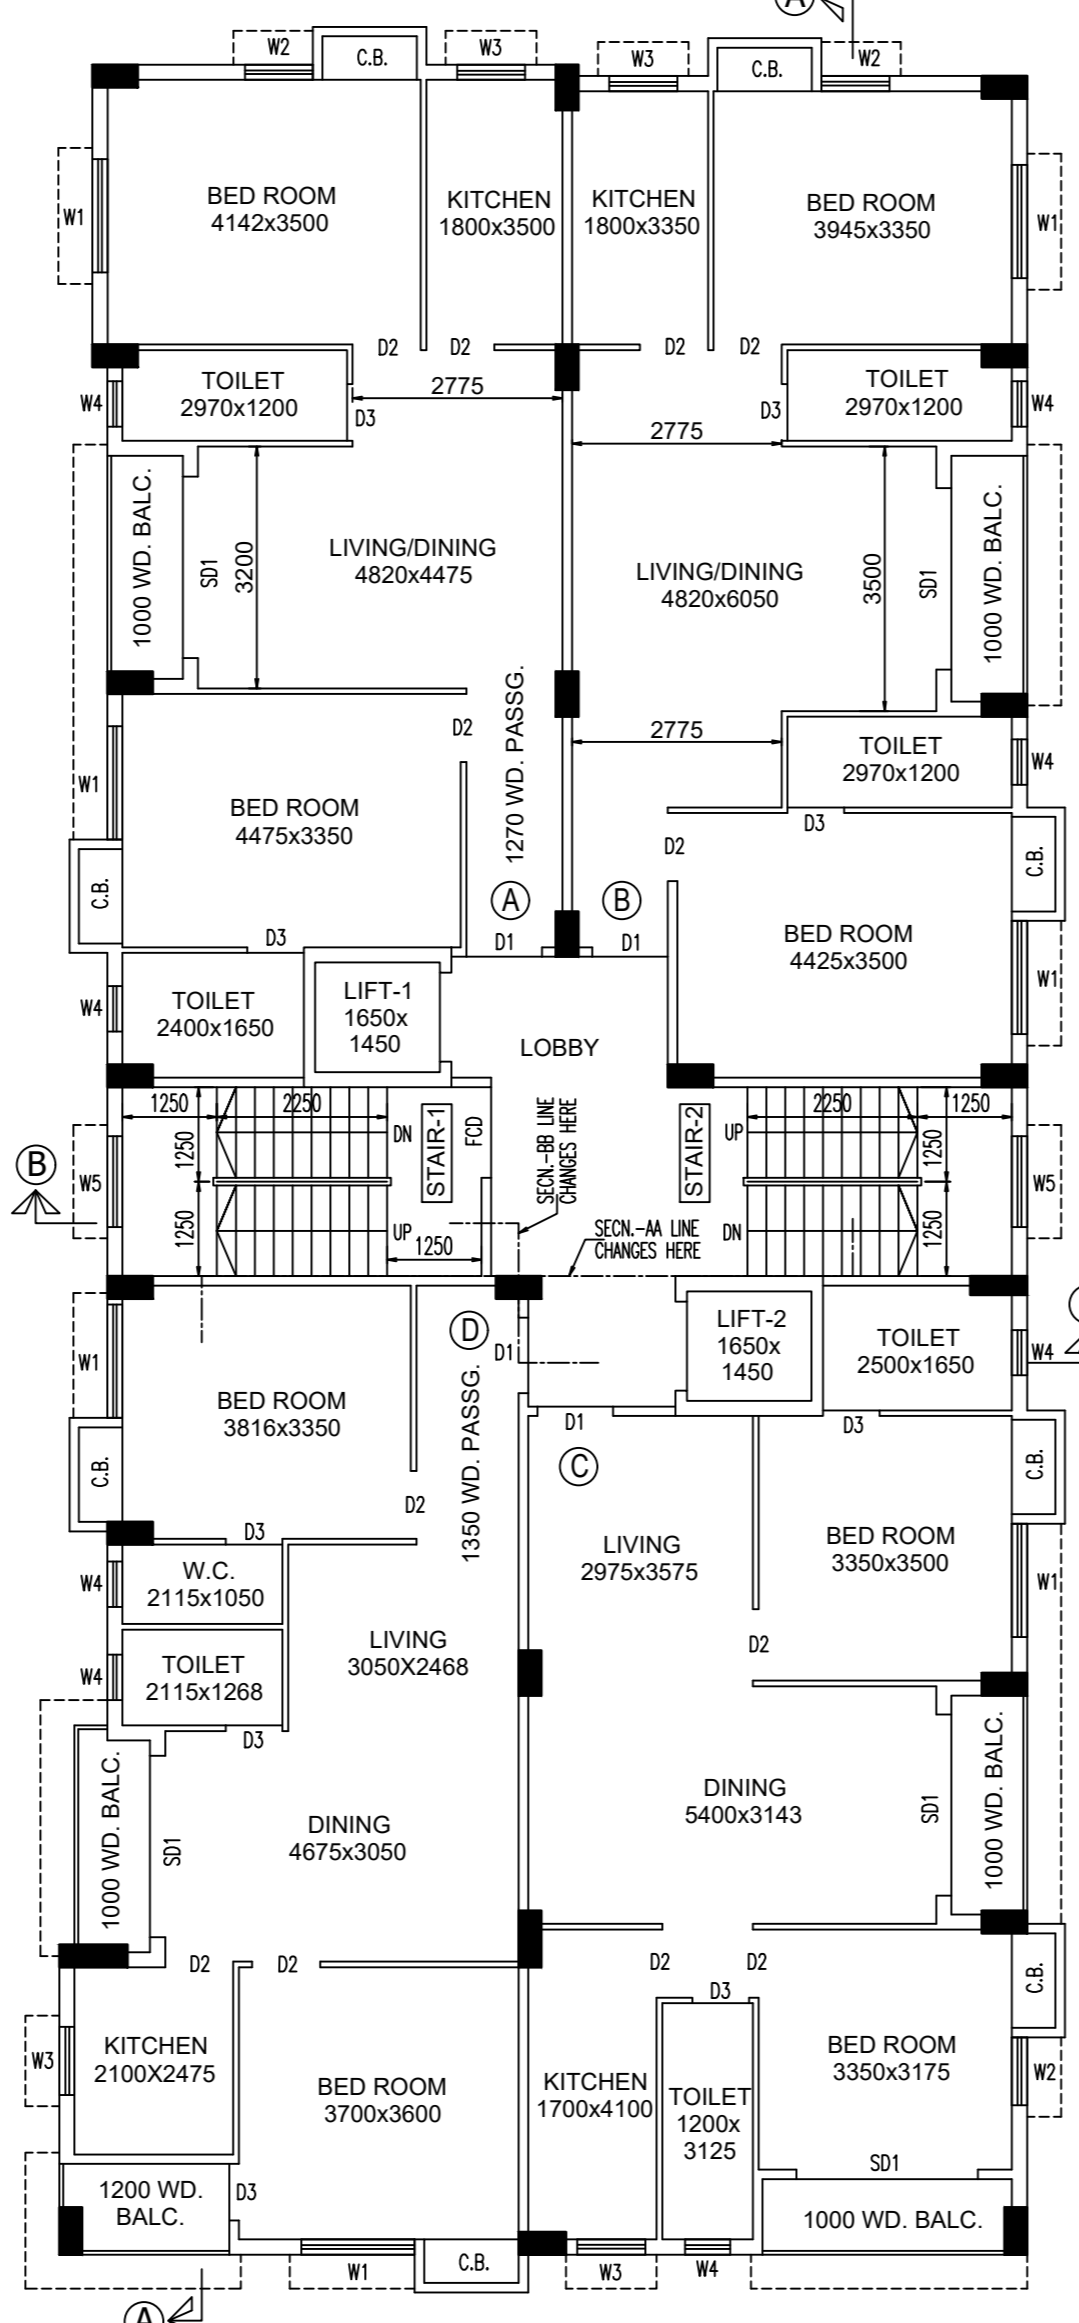 A
W2
C.B.
W3
W3
C.B.
W2
W1
BED ROOM
4142x3500
KITCHEN
1800x3500
KITCHEN
1800x3350
BED ROOM
3945x3350
W1
D2
D2
D2
D2
W4
TOILET
2970x1200
D3
2775
D3
TOILET
2970x1200
W4
2775
1000 WD. BALC.
SD1
3200
LIVING/DINING
4820x4475
LIVING/DINING
4820x6050
3500
SD1
1000 WD. BALC.
D2
1270 WD. PASSG.
2775
TOILET
2970x1200
W4
W1
BED ROOM
4475x3350
D3
D2
C.B.
C.B.
A
B
D3
D1
D1
BED ROOM
4425x3500
W1
W4
TOILET
2400x1650
LIFT-1
1650x
1450
LOBBY
1250
2250
2250
1250
1250
DN
STAIR-1
FCD
SECN.-BB LINE
CHANGES HERE
STAIR-2
UP
1250
B
W5
W5
1250
UP
1250
SECN.-AA LINE
CHANGES HERE
DN
1250
W1
D
D1
LIFT-2
1650x
1450
TOILET
2500x1650
W4
BED ROOM
3816x3350
1350 WD. PASSG.
D1
D3
C.B.
C
C.B.
D2
D3
LIVING
2975x3575
BED ROOM
3350x3500
W1
W4
W.C.
2115x1050
LIVING
3050X2468
D2
W4
TOILET
2115x1268
D3
1000 WD. BALC.
SD1
DINING
4675x3050
DINING
5400x3143
SD1
1000 WD. BALC.
D2
D2
D2
D2
D3
C.B.
W3
KITCHEN
2100X2475
BED ROOM
3700x3600
KITCHEN
1700x4100
TOILET
1200x
3125
BED ROOM
3350x3175
W2
SD1
1200 WD.
BALC.
D3
1000 WD. BALC.
W1
C.B.
W3
W4
A